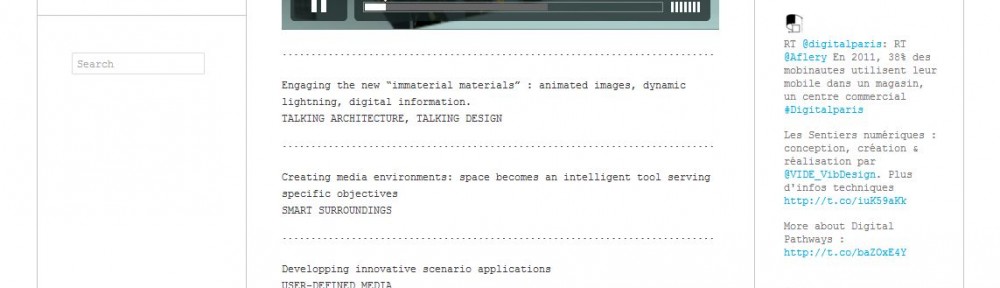 Search
Engaging the new “immaterial materials” : animated images, dynamic
lightning, digital information.
TALKING ARCHITECTURE, TALKING DESIGN
Creating media environments: space becomes an intelligent tool serving
specific objectives
SMART SURROUNDINGS
Developping innovative scenario applications
USER-DEFINED MEDIA
RT @digitalparis: RT
@Aflery En 2011, 38% des
mobinautes utilisent leur
mobile dans un magasin,
un centre commercial
#Digitalparis
Les Sentiers numériques :
conception, création &
réalisation par
@VIDE_VibDesign. Plus
d'infos techniques
http://t.co/iuK59aKk
More about Digital
Pathways :
http://t.co/baZOxE4Y